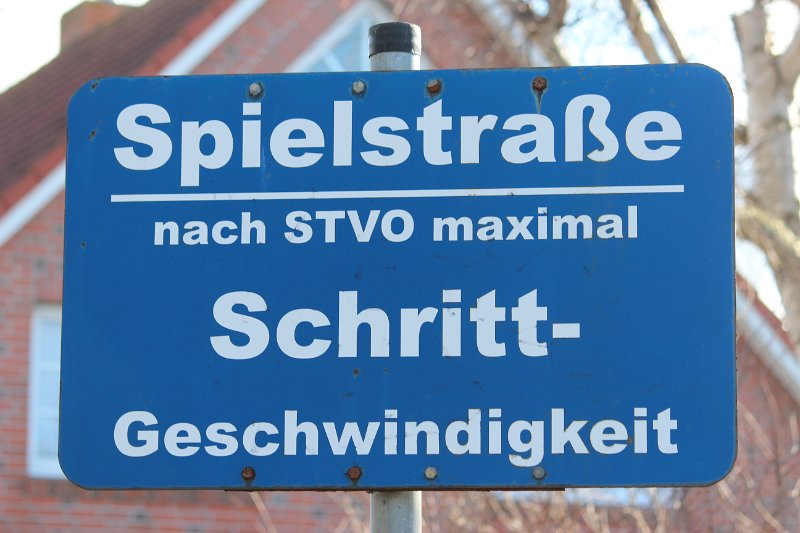 Spielstraße
nach STVO maximal
Schritt-
Geschwindigkeit